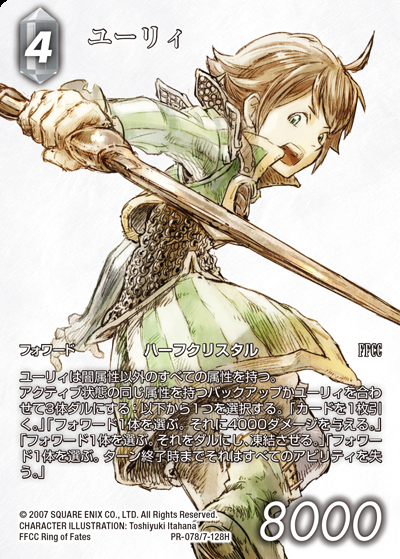 4
ユーリィ
フォワード ハーフクリスタル FFCC
ユーリィは闇属性以外のすべての属性を持つ。
アクティブ状態の同じ属性を持つバックアップかユーリィを合わ
せて3体ダルにする：以下から1つを選択する。「カードを1枚引
く。」「フォワード1体を選ぶ。それに4000ダメージを与える。」
「フォワード1体を選ぶ。それをダルにし、凍結させる。」「フォワー
ド1体を選ぶ。ターン終了時までそれはすべてのアビリティを失
う。」
© 2007 SQUARE ENIX CO., LTD. All Rights Reserved.
CHARACTER ILLUSTRATION: Toshiyuki Itahana
FFCC Ring of Fates PR-078/7-128H
8000